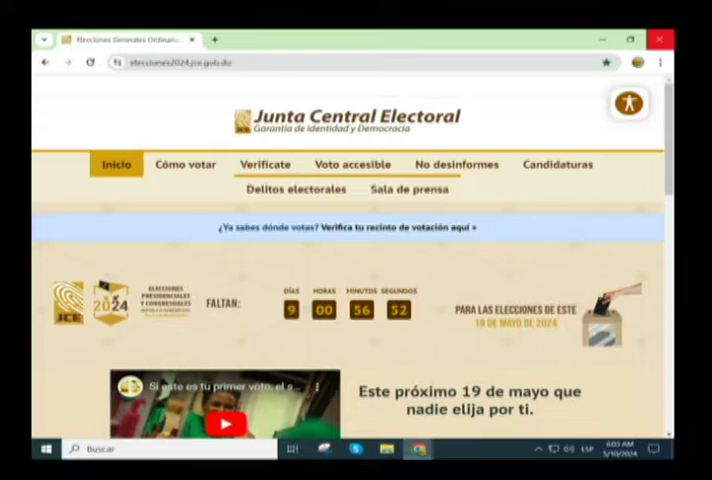 Elecciones Generales Ordinarias
elecciones2024.jce.gob.do
JCE
Junta Central Electoral
Garantía de Identidad y Democracia
Inicio Cómo votar Verifícate Voto accesible No desinformes Candidaturas
Delitos electorales Sala de prensa
¿Ya sabes dónde votas? Verifica tu recinto de votación aquí »
JCE
2024
ELECCIONES
PRESIDENCIALES
Y CONGRESUALES
FALTAN:
DÍAS HORAS MINUTOS SEGUNDOS
9 00 56 52
PARA LAS ELECCIONES DE ESTE
19 DE MAYO DE 2024
Si este es tu primer voto, el s...
Este próximo 19 de mayo que
nadie elija por ti.
Buscar
ESP
6:03 AM
5/10/2024